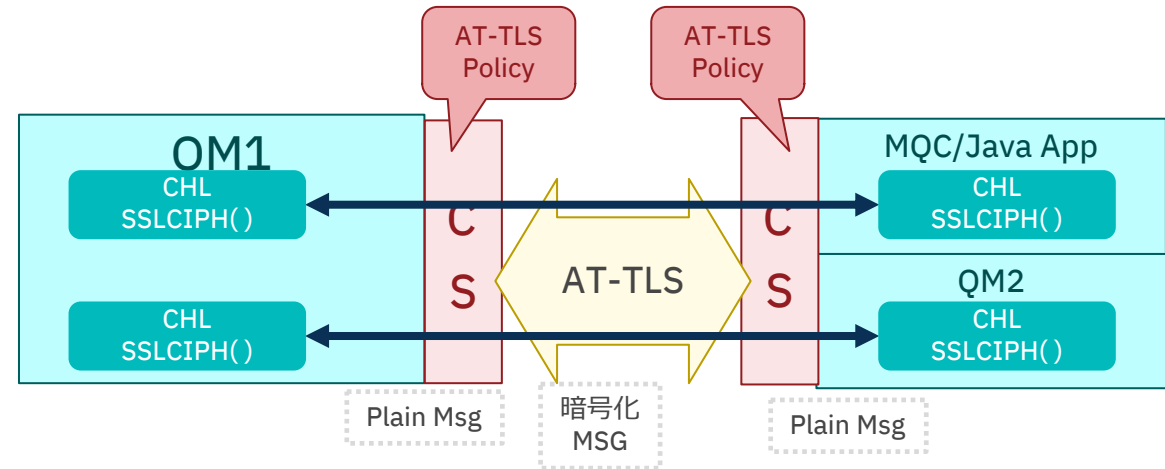 AT-TLS
Policy
AT-TLS
Policy
QM1
CHL
SSLCIPH( )
CHL
SSLCIPH( )
C
S
AT-TLS
C
S
MQC/Java App
CHL
SSLCIPH( )
QM2
CHL
SSLCIPH( )
Plain Msg
暗号化
MSG
Plain Msg